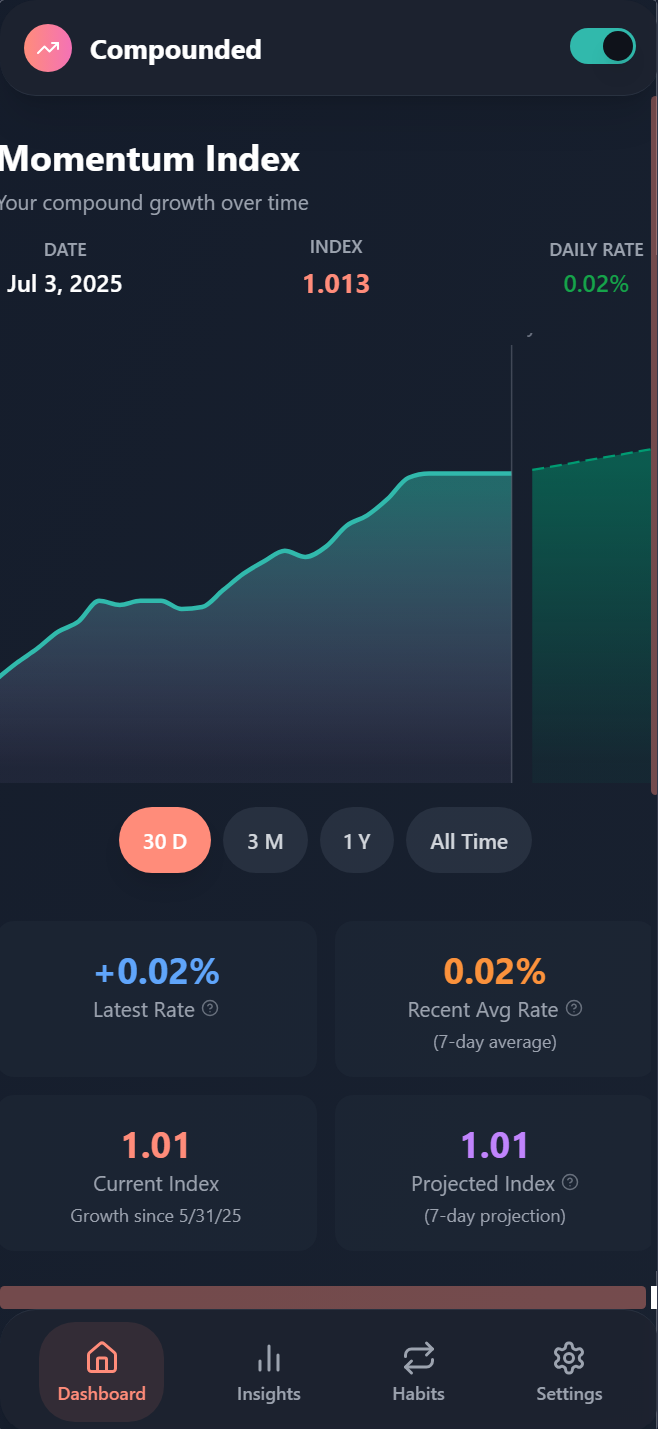 Compounded
Momentum Index
Your compound growth over time
DATE INDEX DAILY RATE
Jul 3, 2025 1.013 0.02%
30 D 3 M 1 Y All Time
+0.02% 0.02%
Latest Rate ? Recent Avg Rate ?
(7-day average)
1.01 1.01
Current Index Projected Index ?
Growth since 5/31/25 (7-day projection)
Dashboard Insights Habits Settings